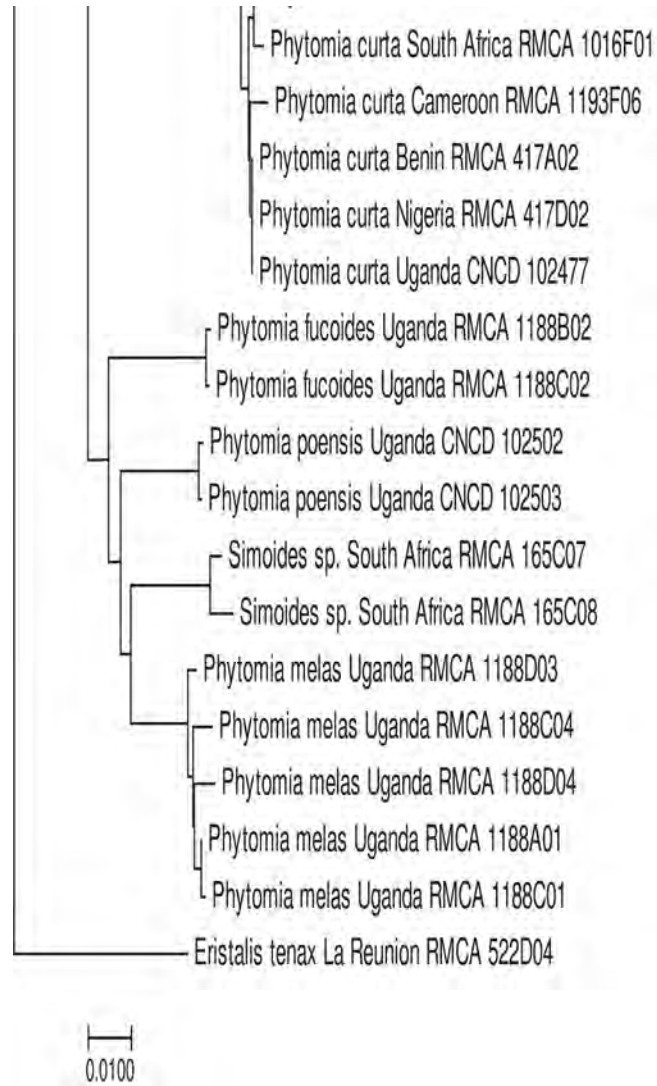 Phytomia curta South Africa RMCA 1016F01
Phytomia curta Cameroon RMCA 1193F06
Phytomia curta Benin RMCA 417A02
Phytomia curta Nigeria RMCA 417D02
Phytomia curta Uganda CNCD 102477
Phytomia fucoides Uganda RMCA 1188B02
Phytomia fucoides Uganda RMCA 1188C02
Phytomia poensis Uganda CNCD 102502
Phytomia poensis Uganda CNCD 102503
Simoides sp. South Africa RMCA 165C07
Simoides sp. South Africa RMCA 165C08
Phytomia melas Uganda RMCA 1188D03
Phytomia melas Uganda RMCA 1188C04
Phytomia melas Uganda RMCA 1188D04
Phytomia melas Uganda RMCA 1188A01
Phytomia melas Uganda RMCA 1188C01
Eristalis tenax La Reunion RMCA 522D04
0.0100